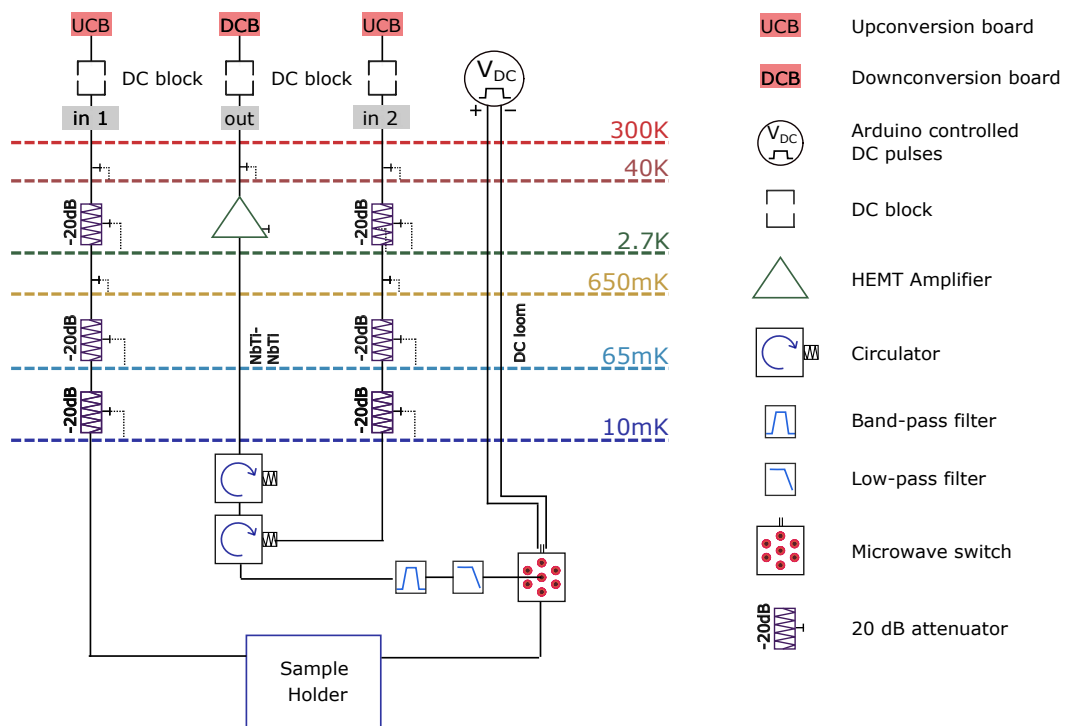 UCB
DCB
UCB
DC block
DC block
VDC
+ −
in 1
out
in 2
300K
40K
-20dB
-20dB
2.7K
650mK
-20dB
NbTi-
NbTi
-20dB
DC loom
65mK
-20dB
-20dB
10mK
Sample
Holder
UCB Upconversion board
DCB Downconversion board
VDC
Arduino controlled
DC pulses
DC block
HEMT Amplifier
Circulator
Band-pass filter
Low-pass filter
Microwave switch
-20dB
20 dB attenuator